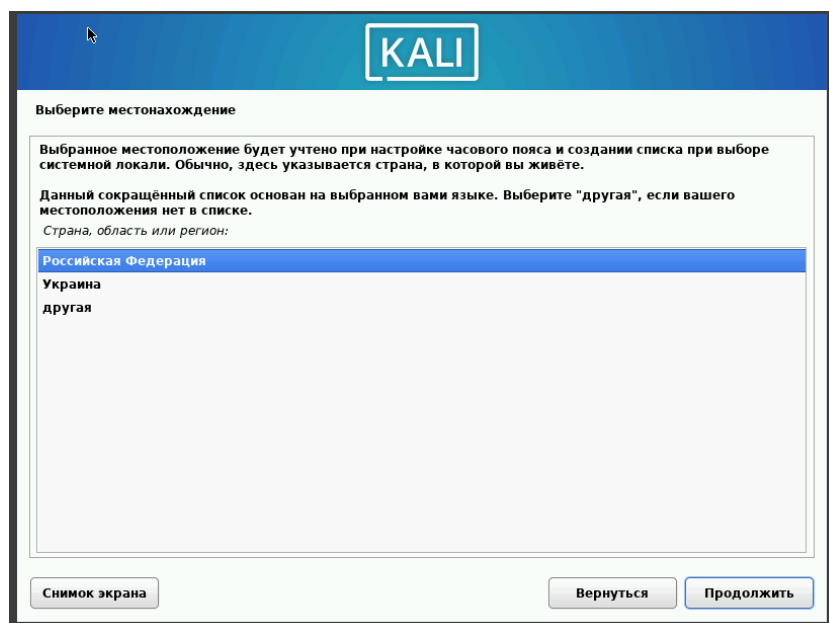 KALI
Выберите местонахождение
Выбранное местоположение будет учтено при настройке часового пояса и создании списка при выборе
системной локали. Обычно, здесь указывается страна, в которой вы живёте.
Данный сокращённый список основан на выбранном вами языке. Выберите "другая", если вашего
местоположения нет в списке.
Страна, область или регион:
Российская Федерация
Украина
другая
Снимок экрана Вернуться Продолжить